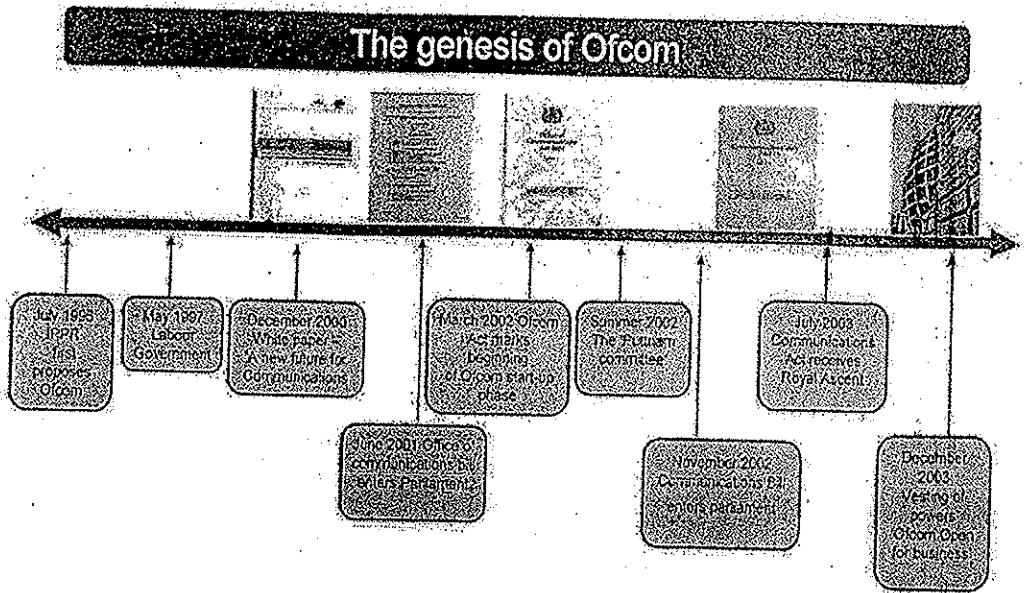 The genesis of Ofcom
July 1995
IPPR
first
proposes
Ofcom
May 1997
Labour
Government
December 2000
White paper –
A new future for
Communications
June 2001 Office of
communications bill
enters Parliament
March 2002 Ofcom
Act marks
beginning
of Ofcom start-up
phase
Summer 2002
The Puttnam
committee
November 2002
Communications Bill
enters parliament
July 2003
Communications
Act receives
Royal Ascent
December
2003
Vesting of
powers
Ofcom Open
for business